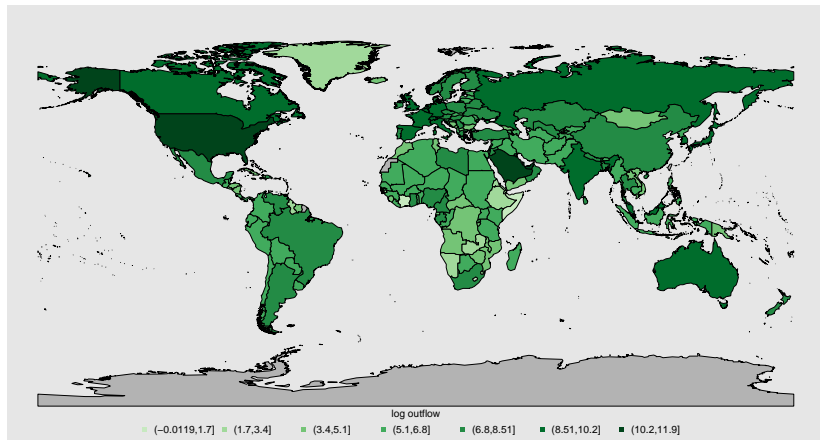 log outflow
(−0.0119,1.7] (1.7,3.4] (3.4,5.1] (5.1,6.8] (6.8,8.51] (8.51,10.2] (10.2,11.9]